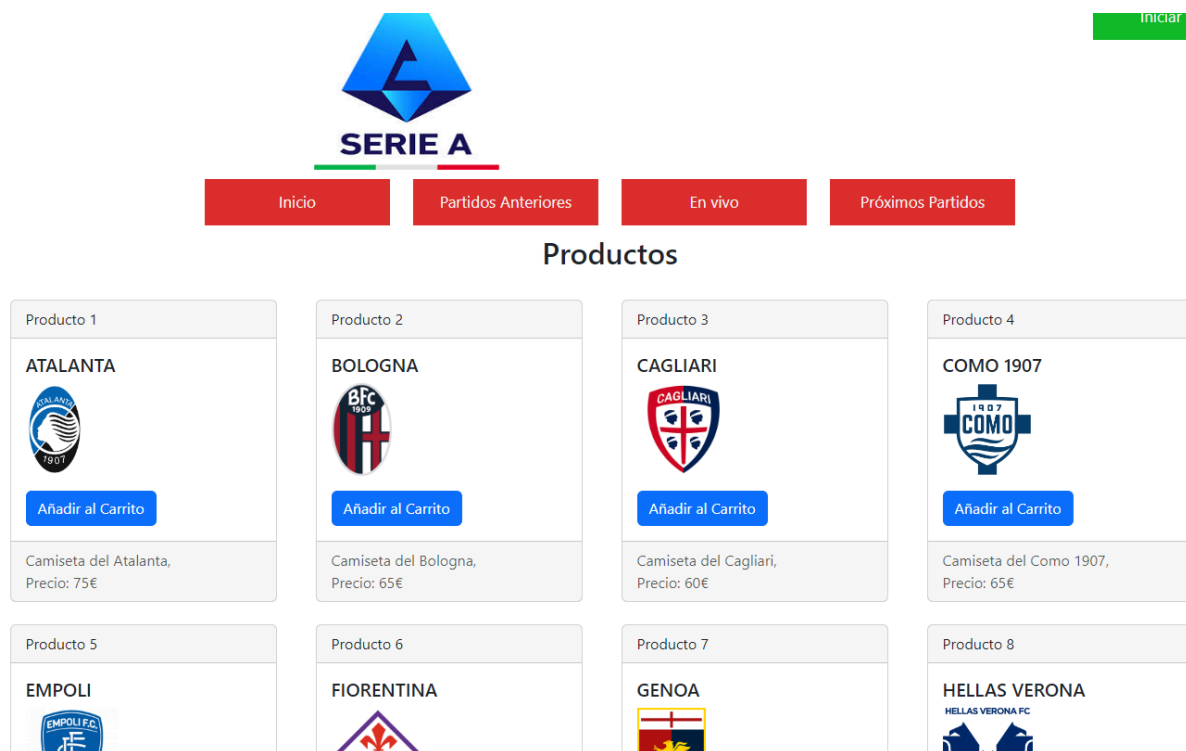 Iniciar
SERIE A
Inicio
Partidos Anteriores
En vivo
Próximos Partidos
Productos
Producto 1
Producto 2
Producto 3
Producto 4
ATALANTA
BOLOGNA
CAGLIARI
COMO 1907
ATALANTA
1907
BFC
1909
CAGLIARI
1907
COMO
Añadir al Carrito
Añadir al Carrito
Añadir al Carrito
Añadir al Carrito
Camiseta del Atalanta,
Precio: 75€
Camiseta del Bologna,
Precio: 65€
Camiseta del Cagliari,
Precio: 60€
Camiseta del Como 1907,
Precio: 65€
Producto 5
Producto 6
Producto 7
Producto 8
EMPOLI
FIORENTINA
GENOA
HELLAS VERONA
EMPOLI F.C.
HELLAS VERONA FC